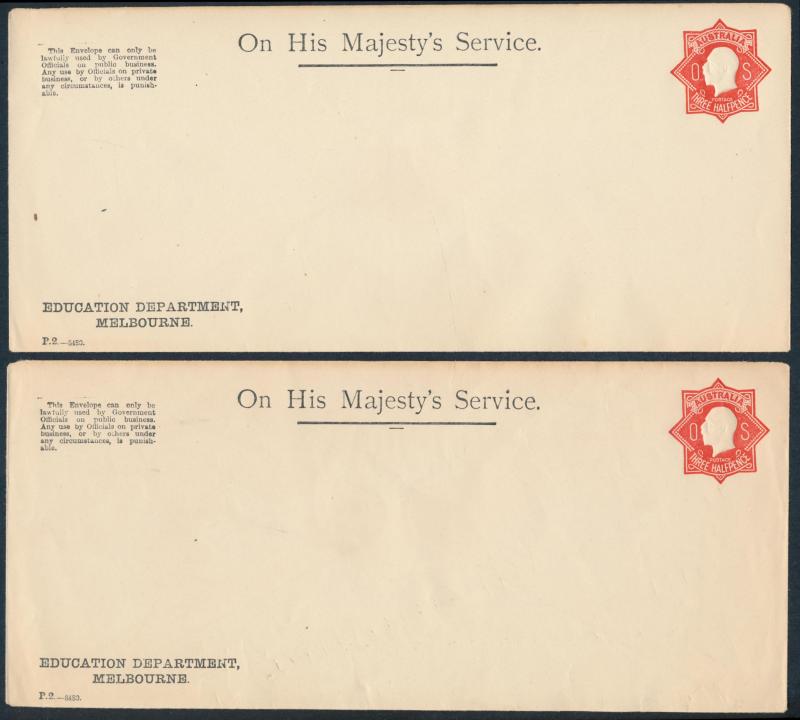 On His Majesty's Service.
This Envelope can only be
lawfully used by Government
Officials on public business.
Any use by Officials on private
business, or by others under
any circumstances, is punish-
able.
AUSTRALIA
O S
POSTAGE
THREE HALFPENCE
EDUCATION DEPARTMENT,
MELBOURNE.
P.2.—6480.
On His Majesty's Service.
This Envelope can only be
lawfully used by Government
Officials on public business.
Any use by Officials on private
business, or by others under
any circumstances, is punish-
able.
AUSTRALIA
O. S
POSTAGE
THREE HALFPENCE
EDUCATION DEPARTMENT,
MELBOURNE.
P.2.—6480.